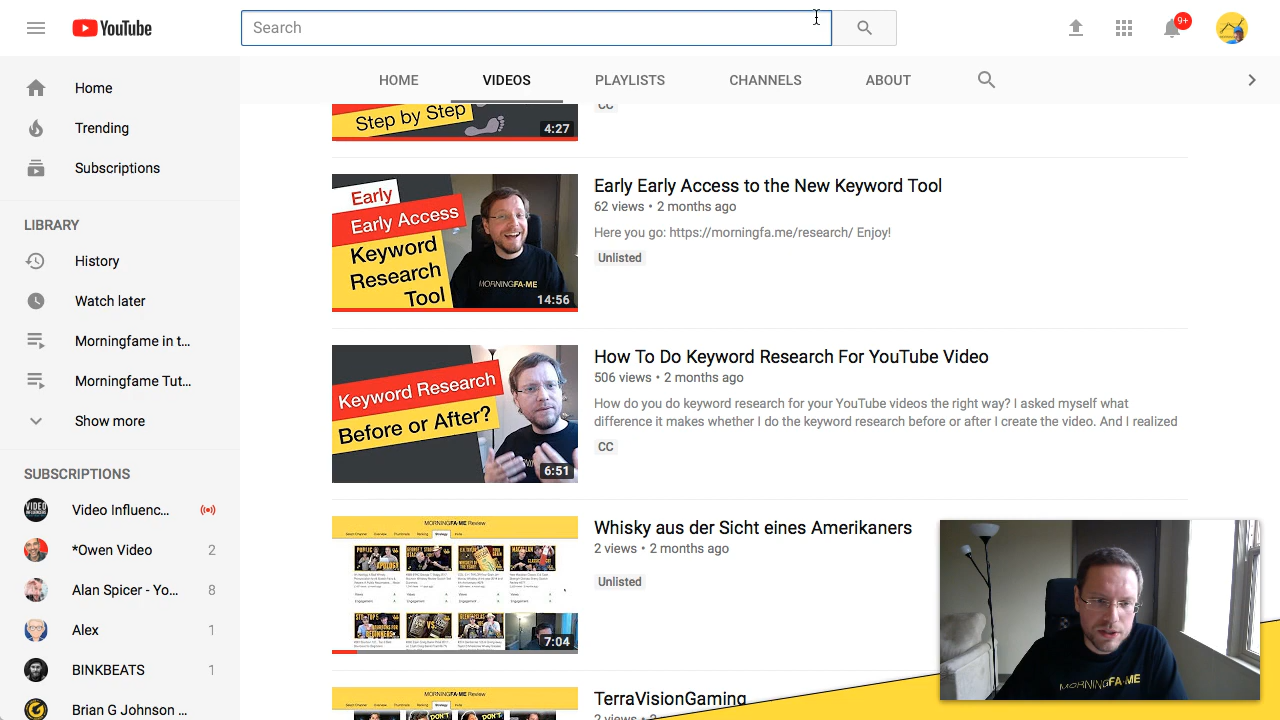 YouTube
Search
9+
Home
Trending
Subscriptions
LIBRARY
History
Watch later
Morningfame in t...
Morningfame Tut...
Show more
SUBSCRIPTIONS
Video Influenc...
*Owen Video 2
Alan Spicer - Yo... 8
Alex 1
BINKBEATS 1
Brian G Johnson ...
HOME VIDEOS PLAYLISTS CHANNELS ABOUT
Step by Step
4:27
CC
Early
Early Access
Keyword
Research
Tool
MORNINGFA·ME
14:56
Early Early Access to the New Keyword Tool
62 views • 2 months ago
Here you go: https://morningfa.me/research/ Enjoy!
Unlisted
Keyword Research
Before or After?
6:51
How To Do Keyword Research For YouTube Video
506 views • 2 months ago
How do you do keyword research for your YouTube videos the right way? I asked myself what
difference it makes whether I do the keyword research before or after I create the video. And I realized
CC
MORNINGFA·ME Review
7:04
Whisky aus der Sicht eines Amerikaners
2 views • 2 months ago
Unlisted
MORNINGFA·ME Review
TerraVisionGaming
MORNINGFA·ME